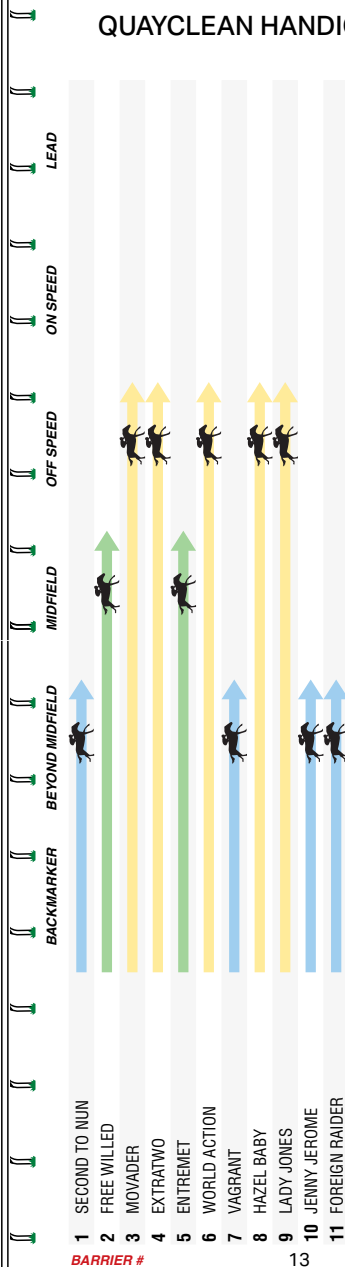 QUAYCLEAN HANDIC
LEAD
ON SPEED
OFF SPEED
MIDFIELD
BEYOND MIDFIELD
BACKMARKER
1 SECOND TO NUN
2 FREE WILLED
3 MOVADER
4 EXTRATWO
5 ENTREMET
6 WORLD ACTION
7 VAGRANT
8 HAZEL BABY
9 LADY JONES
10 JENNY JEROME
11 FOREIGN RAIDER
BARRIER #
13